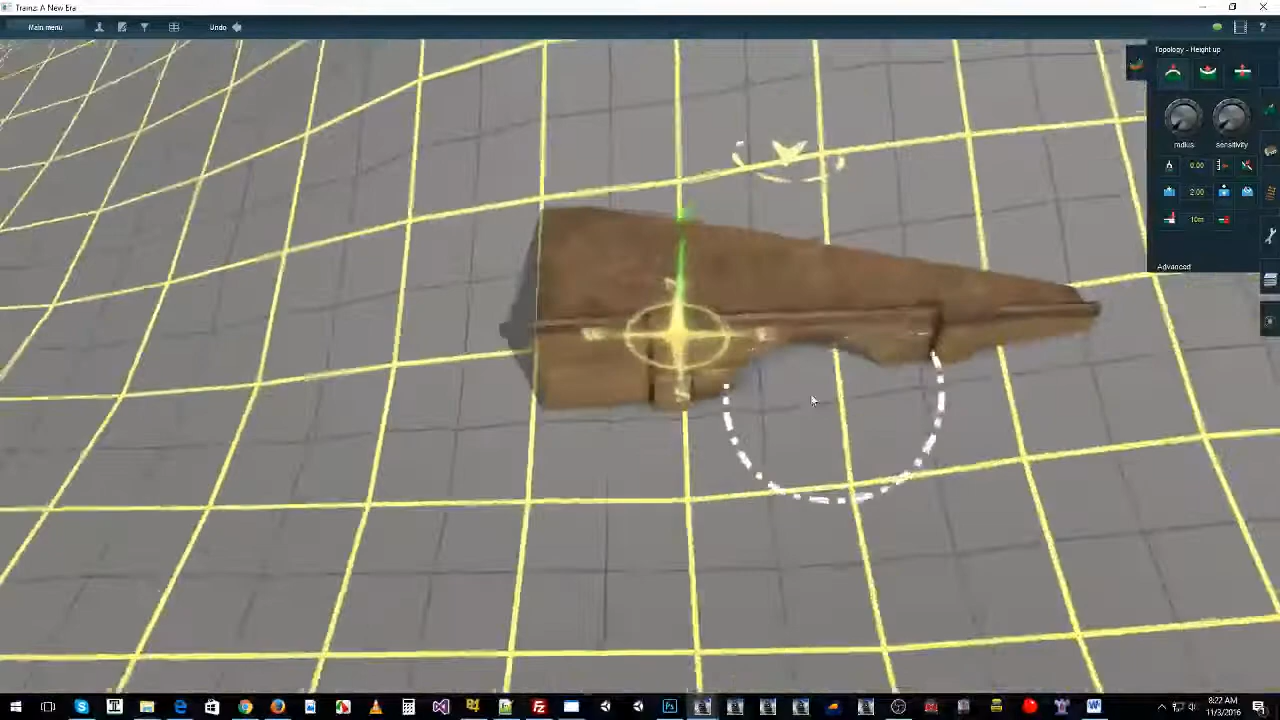 Trainz: A New Era
Main menu
Undo
Topology - Height up
radius
sensitivity
0.00
2.00
10m
Advanced
8:22 AM
11/3/2016